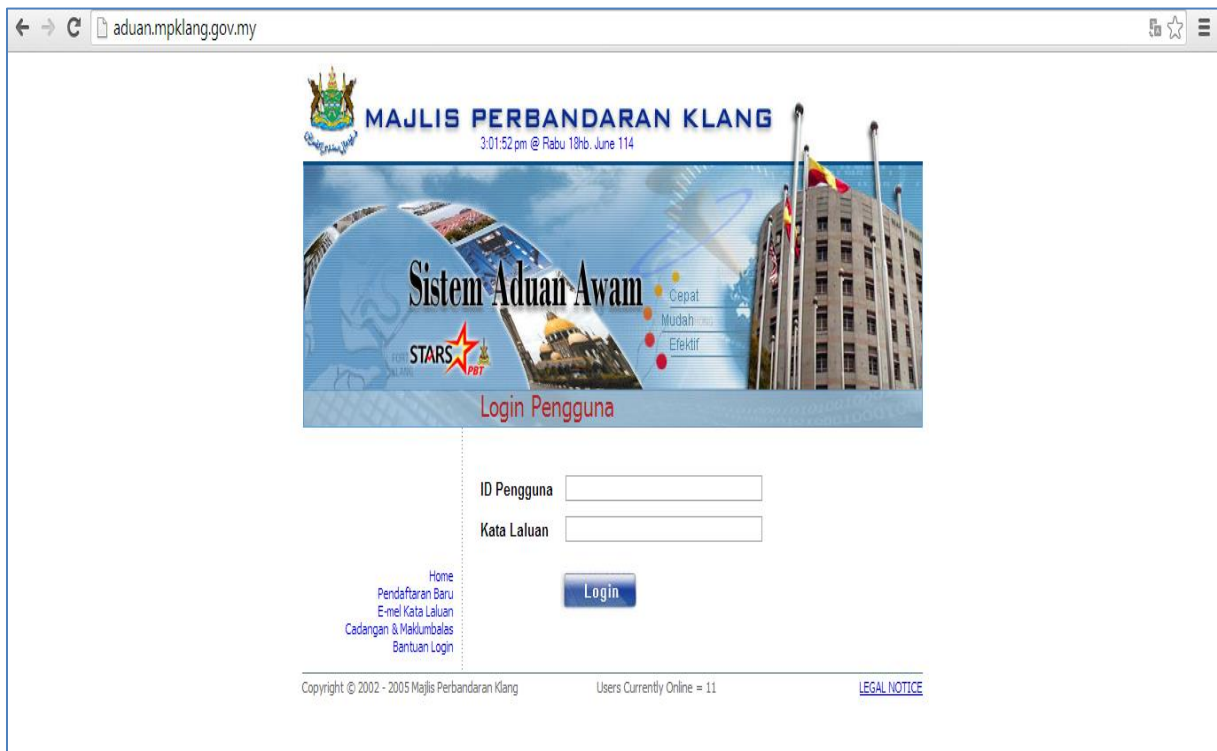 aduan.mpklang.gov.my
MAJLIS PERBANDARAN KLANG
3:01:52 pm @ Rabu 18hb. June 114
Sistem Aduan Awam
Cepat
Mudah
Efektif
STARS
PBT
Login Pengguna
ID Pengguna
Kata Laluan
Login
Home
Pendaftaran Baru
E-mel Kata Laluan
Cadangan & Maklumbalas
Bantuan Login
Copyright © 2002 - 2005 Majlis Perbandaran Klang
Users Currently Online = 11
LEGAL NOTICE